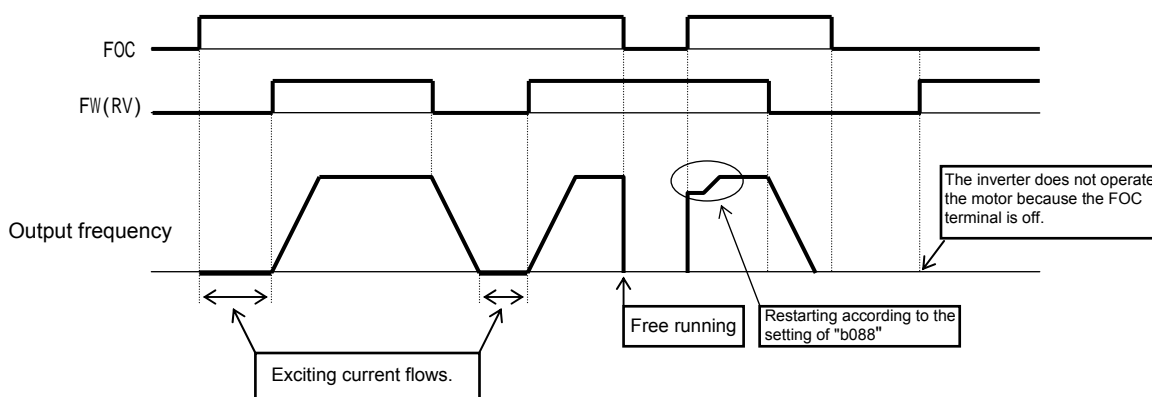 FOC
FW(RV)
Output frequency
The inverter does not operate
the motor because the FOC
terminal is off.
Free running
Restarting according to the
setting of "b088"
Exciting current flows.